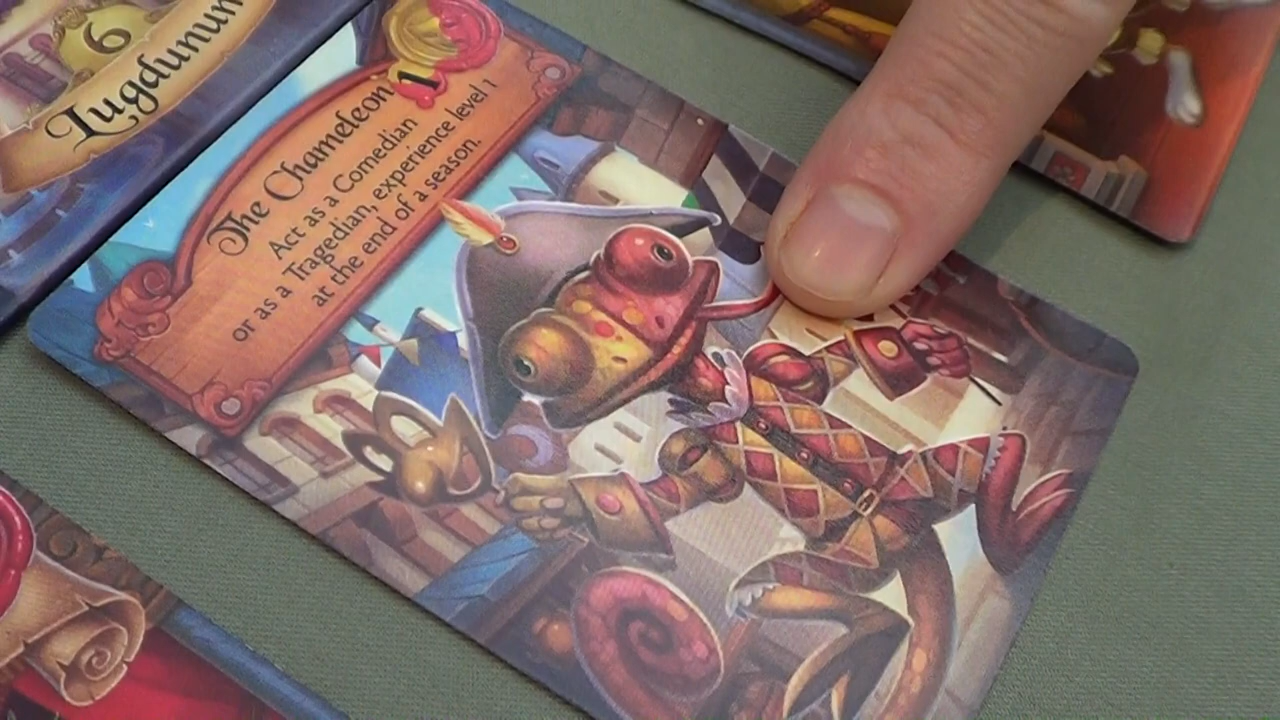 6
Lugdunum
1
The Chameleon
Act as a Comedian
or as a Tragedian, experience level 1
at the end of a season.